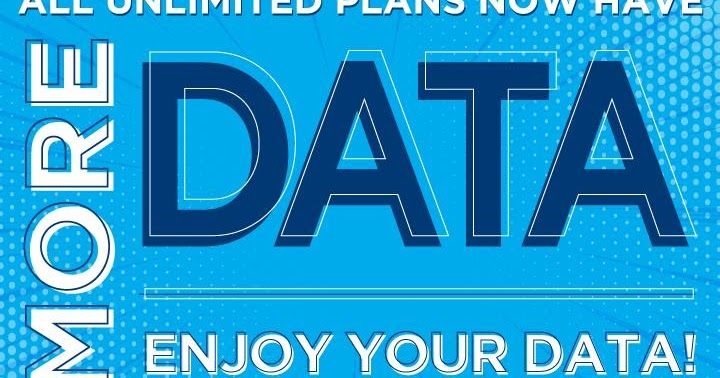 ALL UNLIMITED PLANS NOW HAVE
MORE
DATA
ENJOY YOUR DATA!